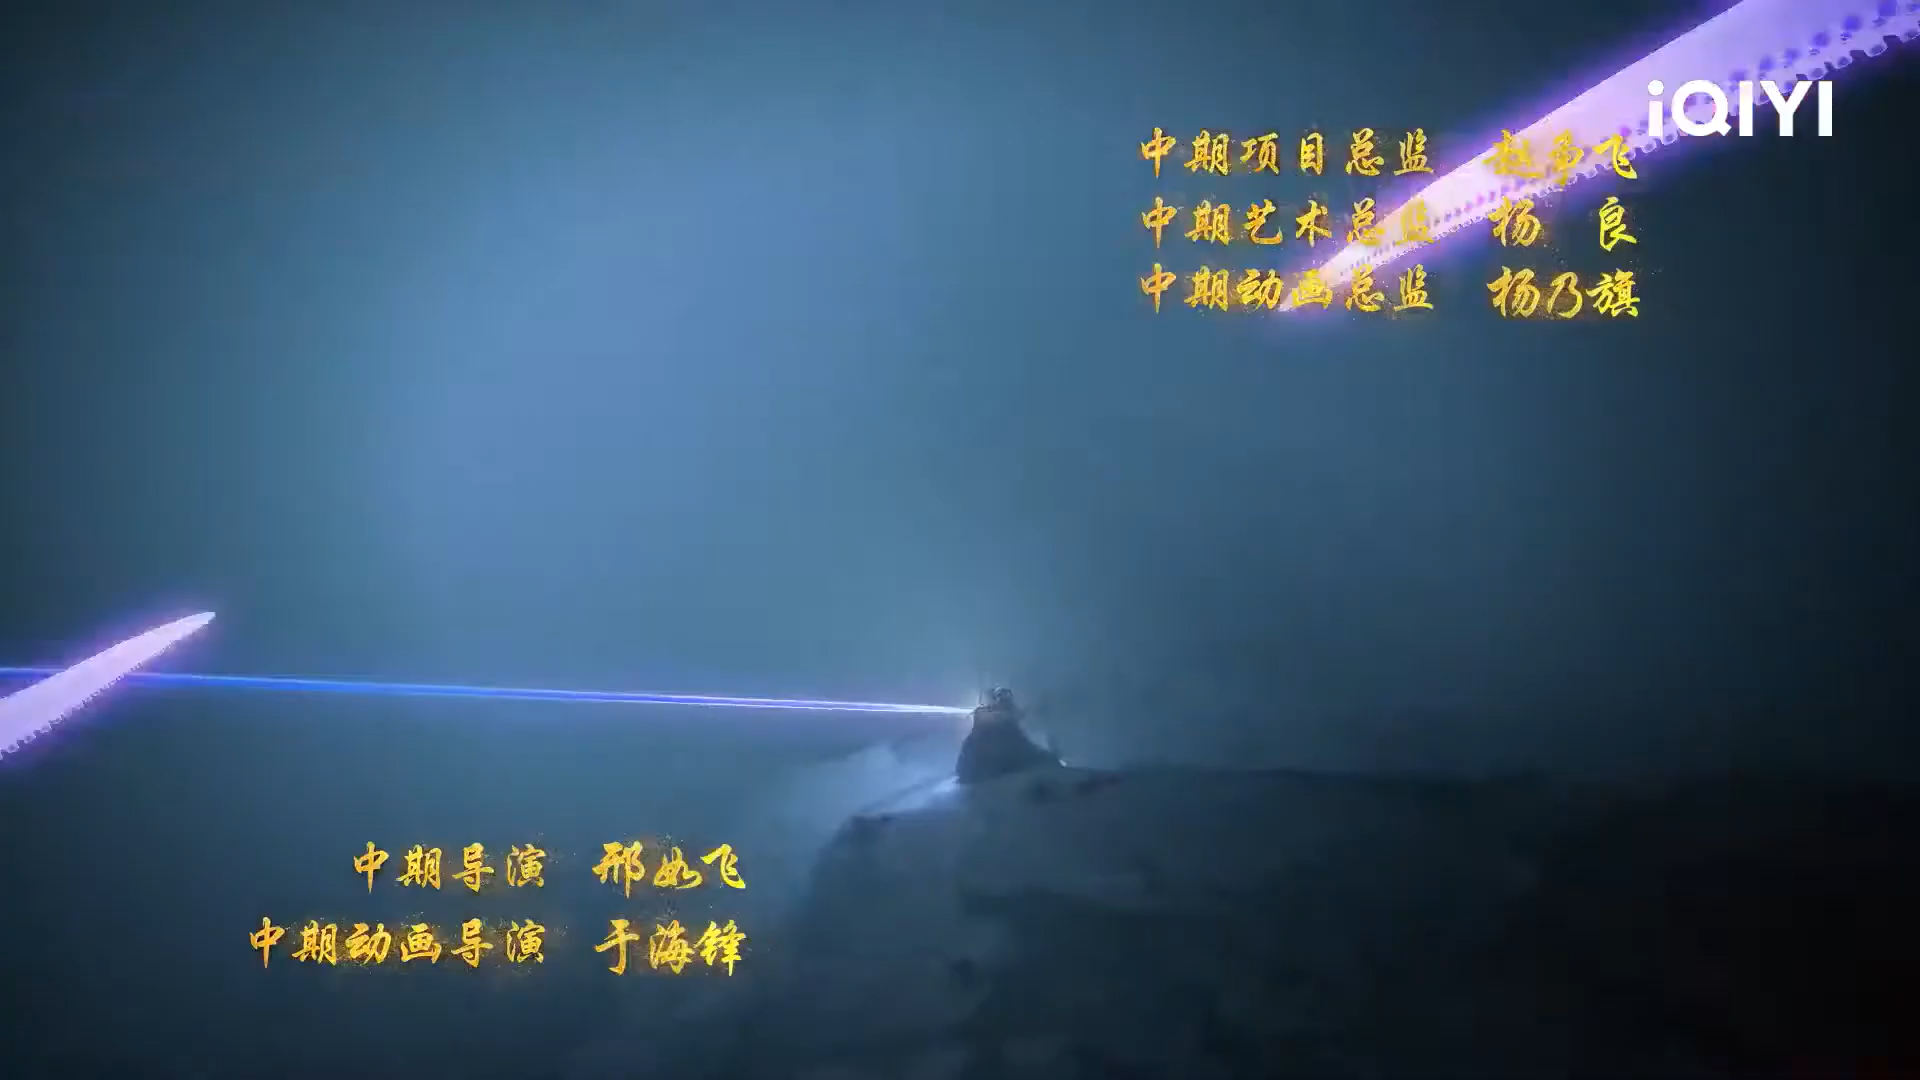 iQIYI
中期项目总监 赵争飞
中期艺术总监 杨 良
中期动画总监 杨乃旗
中期导演 邢如飞
中期动画导演 于海锋